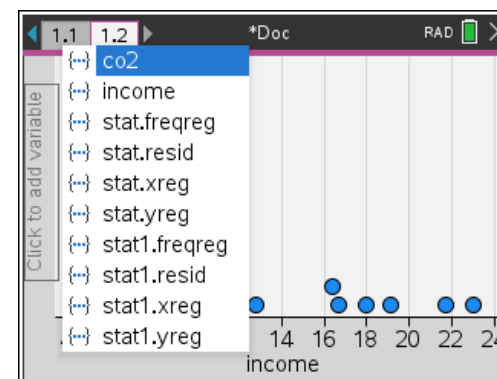 1.1 1.2 *Doc RAD
co2
income
stat.freqreg
stat.resid
stat.xreg
stat.yreg
stat1.freqreg
stat1.resid
stat1.xreg
stat1.yreg
Click to add variable
14 16 18 20 22
income